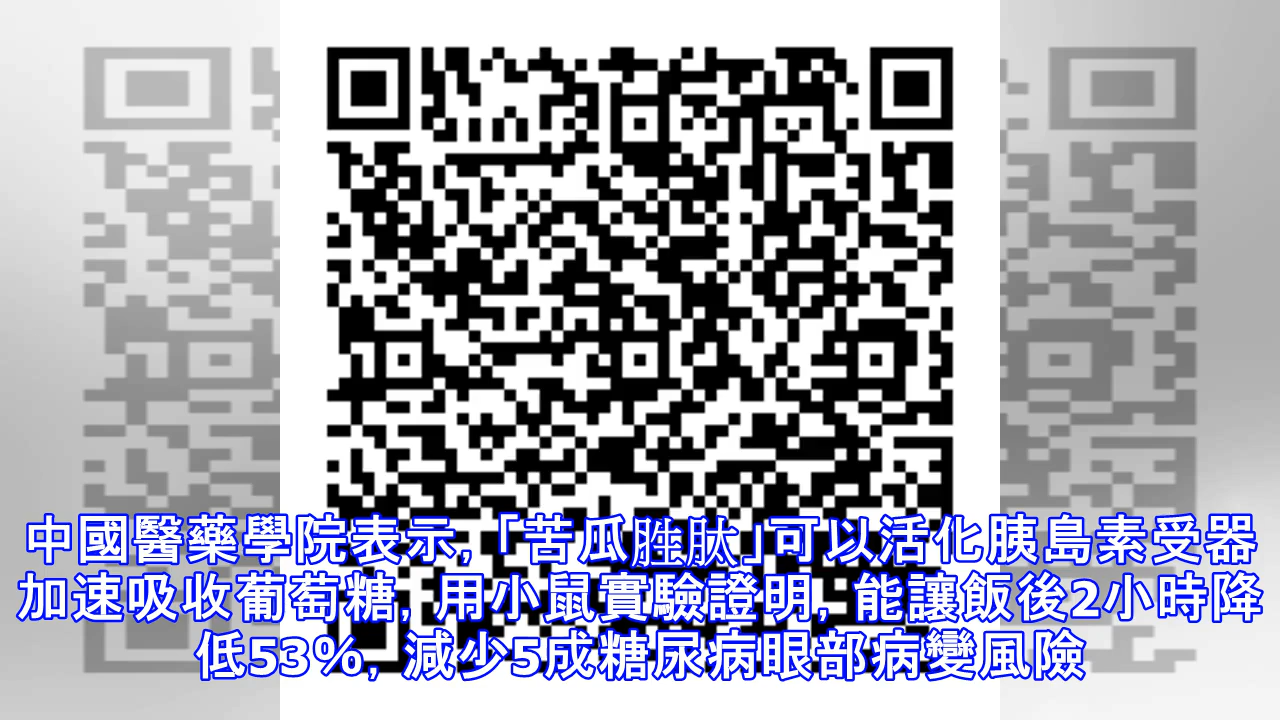 中國醫藥學院表示,「苦瓜胜肽」可以活化胰島素受器
加速吸收葡萄糖, 用小鼠實驗證明, 能讓飯後2小時降
低53%, 減少5成糖尿病眼部病變風險